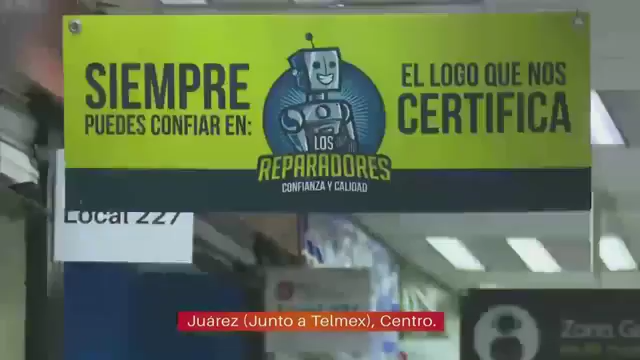 SIEMPRE
PUEDES CONFIAR EN:
LOS
REPARADORES
CONFIANZA Y CALIDAD
EL LOGO QUE NOS
CERTIFICA
Local 227
Juárez (Junto a Telmex), Centro.